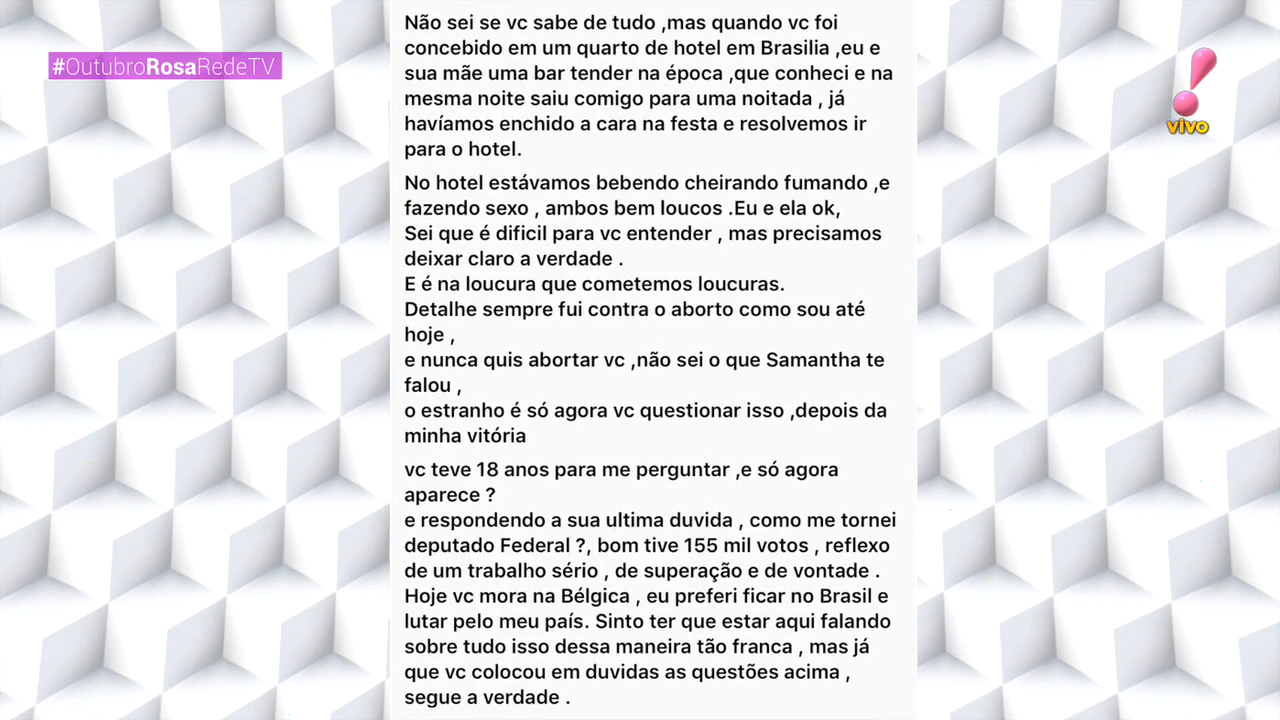 #OutubroRosaRedeTV
vivo
Não sei se vc sabe de tudo ,mas quando vc foi
concebido em um quarto de hotel em Brasilia ,eu e
sua mãe uma bar tender na época ,que conheci e na
mesma noite saiu comigo para uma noitada , já
havíamos enchido a cara na festa e resolvemos ir
para o hotel.
No hotel estávamos bebendo cheirando fumando ,e
fazendo sexo , ambos bem loucos .Eu e ela ok,
Sei que é dificil para vc entender , mas precisamos
deixar claro a verdade .
E é na loucura que cometemos loucuras.
Detalhe sempre fui contra o aborto como sou até
hoje ,
e nunca quis abortar vc ,não sei o que Samantha te
falou ,
o estranho é só agora vc questionar isso ,depois da
minha vitória
vc teve 18 anos para me perguntar ,e só agora
aparece ?
e respondendo a sua ultima duvida , como me tornei
deputado Federal ?, bom tive 155 mil votos , reflexo
de um trabalho sério , de superação e de vontade .
Hoje vc mora na Bélgica , eu preferi ficar no Brasil e
lutar pelo meu país. Sinto ter que estar aqui falando
sobre tudo isso dessa maneira tão franca , mas já
que vc colocou em duvidas as questões acima ,
segue a verdade .